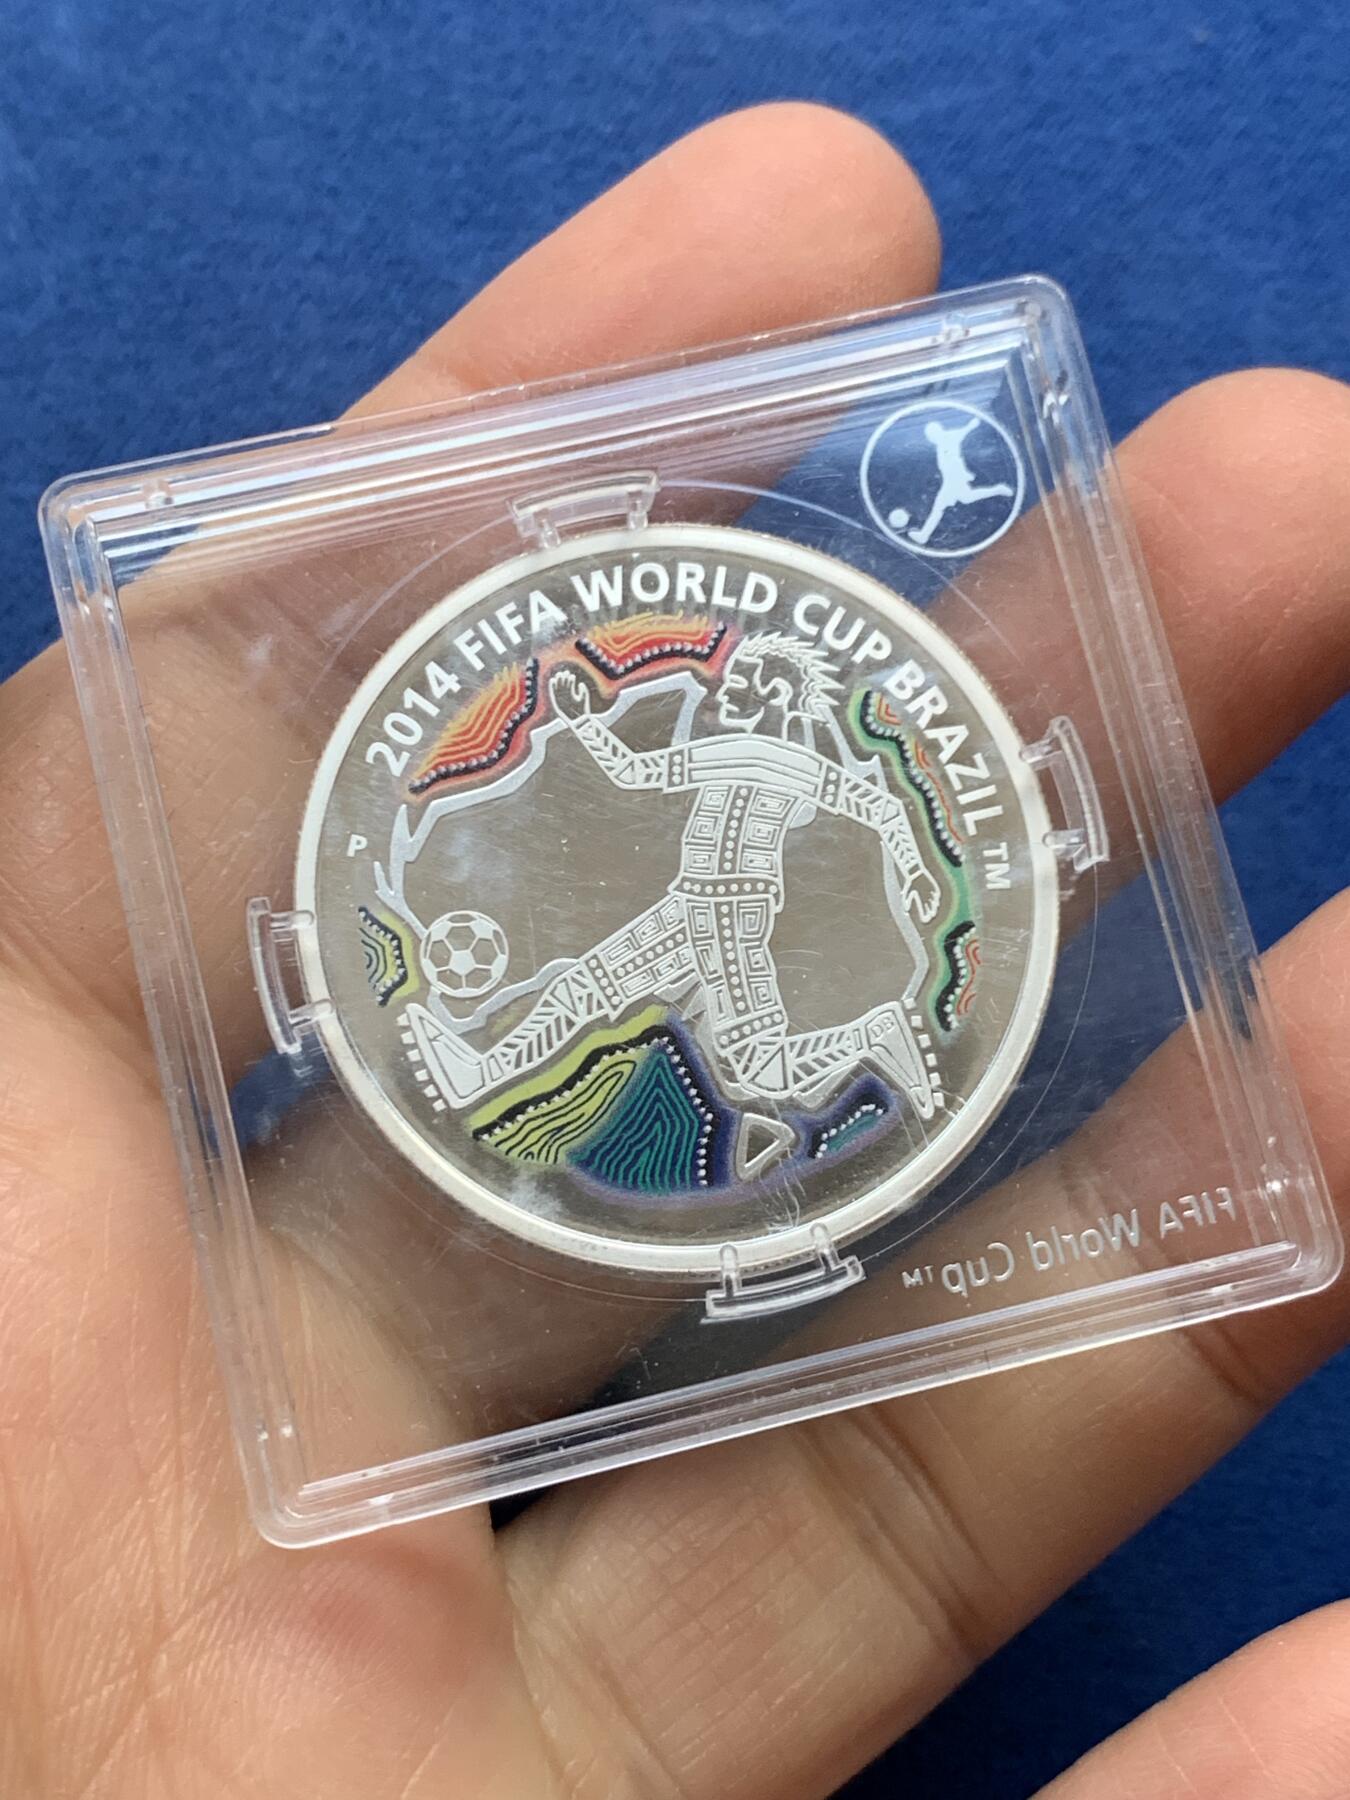 2014 FIFA WORLD CUP BRAZIL ™
P
DB
FIFA World Cup™